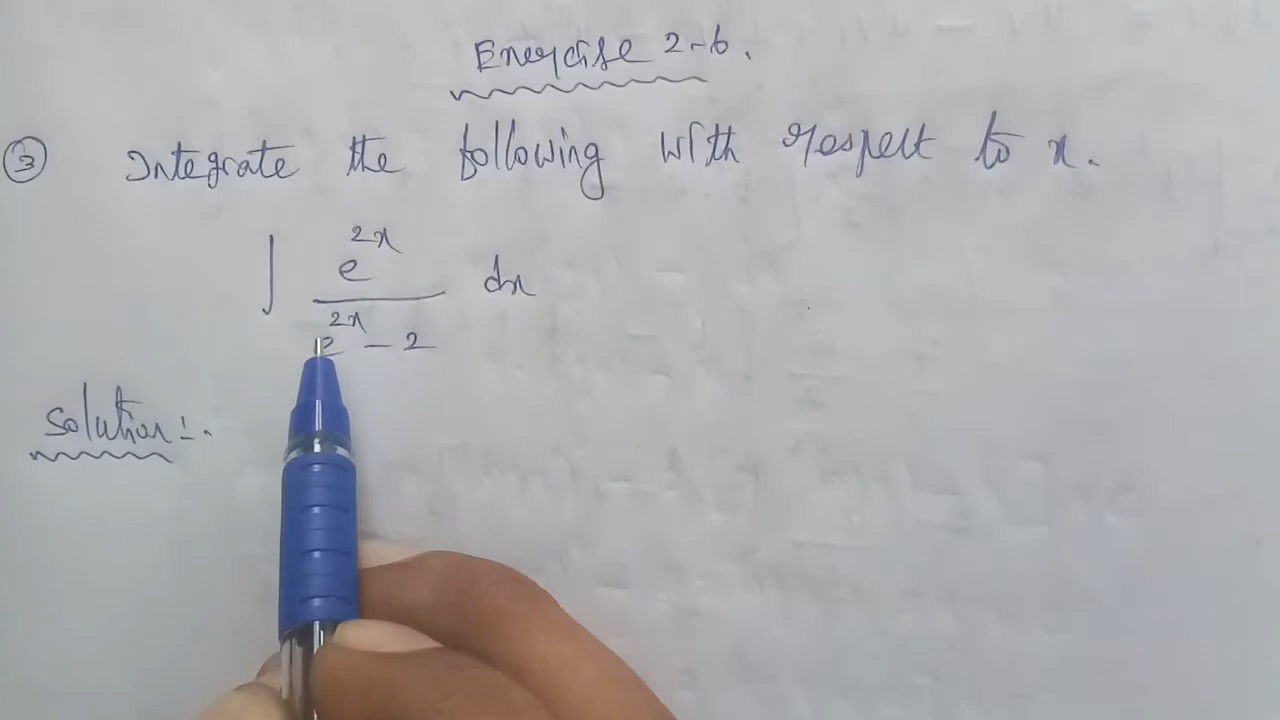 Exercise 2-6.
③ Integrate the following with respect to x.
∫ e^2x / e^2x - 2 dx
Solution:-